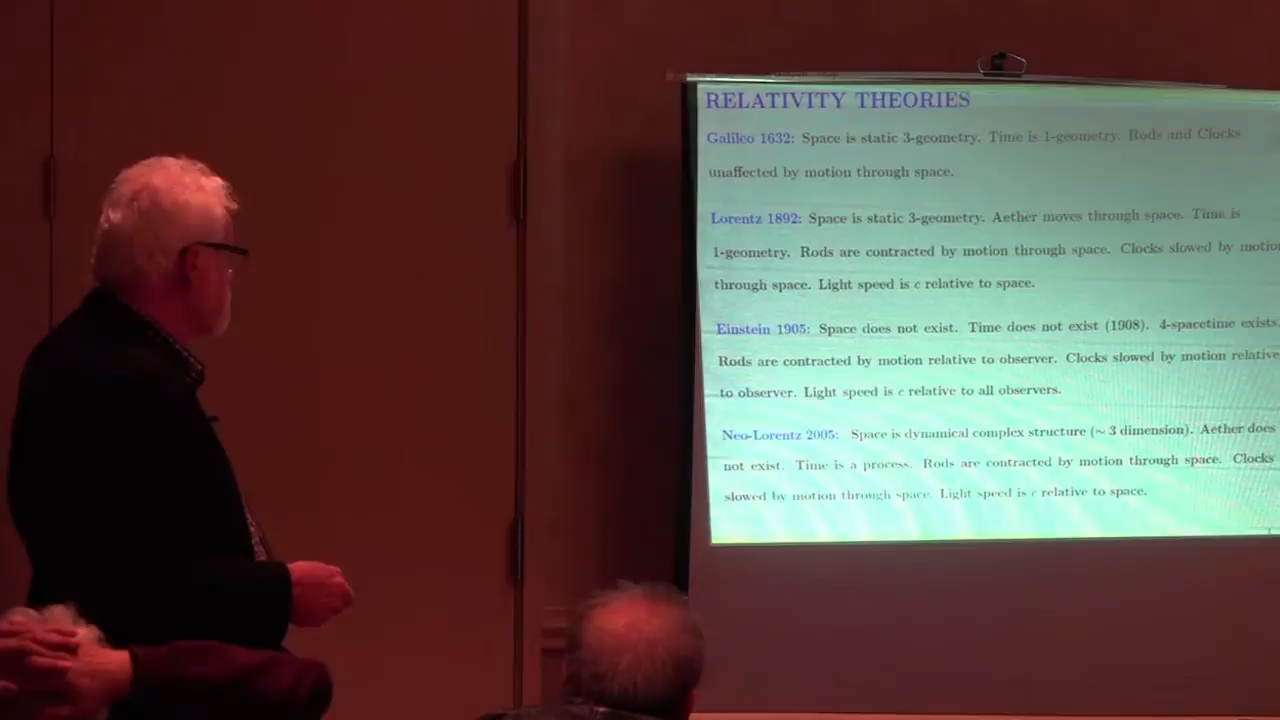 RELATIVITY THEORIES
Galileo 1632: Space is static 3-geometry. Time is 1-geometry. Rods and Clocks
unaffected by motion through space.
Lorentz 1892: Space is static 3-geometry. Aether moves through space. Time is
1-geometry. Rods are contracted by motion through space. Clocks slowed by motio
through space. Light speed is c relative to space.
Einstein 1905: Space does not exist. Time does not exist (1908). 4-spacetime exists.
Rods are contracted by motion relative to observer. Clocks slowed by motion relative
to observer. Light speed is c relative to all observers.
Neo-Lorentz 2005: Space is dynamical complex structure (~ 3 dimension). Aether does
not exist. Time is a process. Rods are contracted by motion through space. Clocks
slowed by motion through space. Light speed is c relative to space.